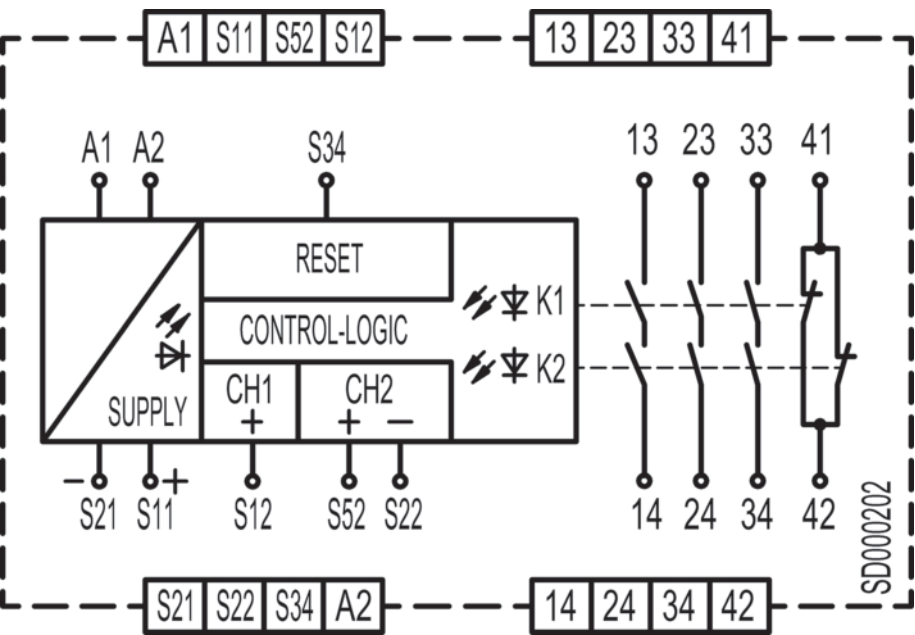 A1 S11 S52 S12 13 23 33 41
A1 A2 S34 13 23 33 41
RESET
K1
CONTROL-LOGIC
K2
CH1 CH2
SUPPLY + + −
− + 
S21 S11 S12 S52 S22 14 24 34 42
SD000202
S21 S22 S34 A2 14 24 34 42